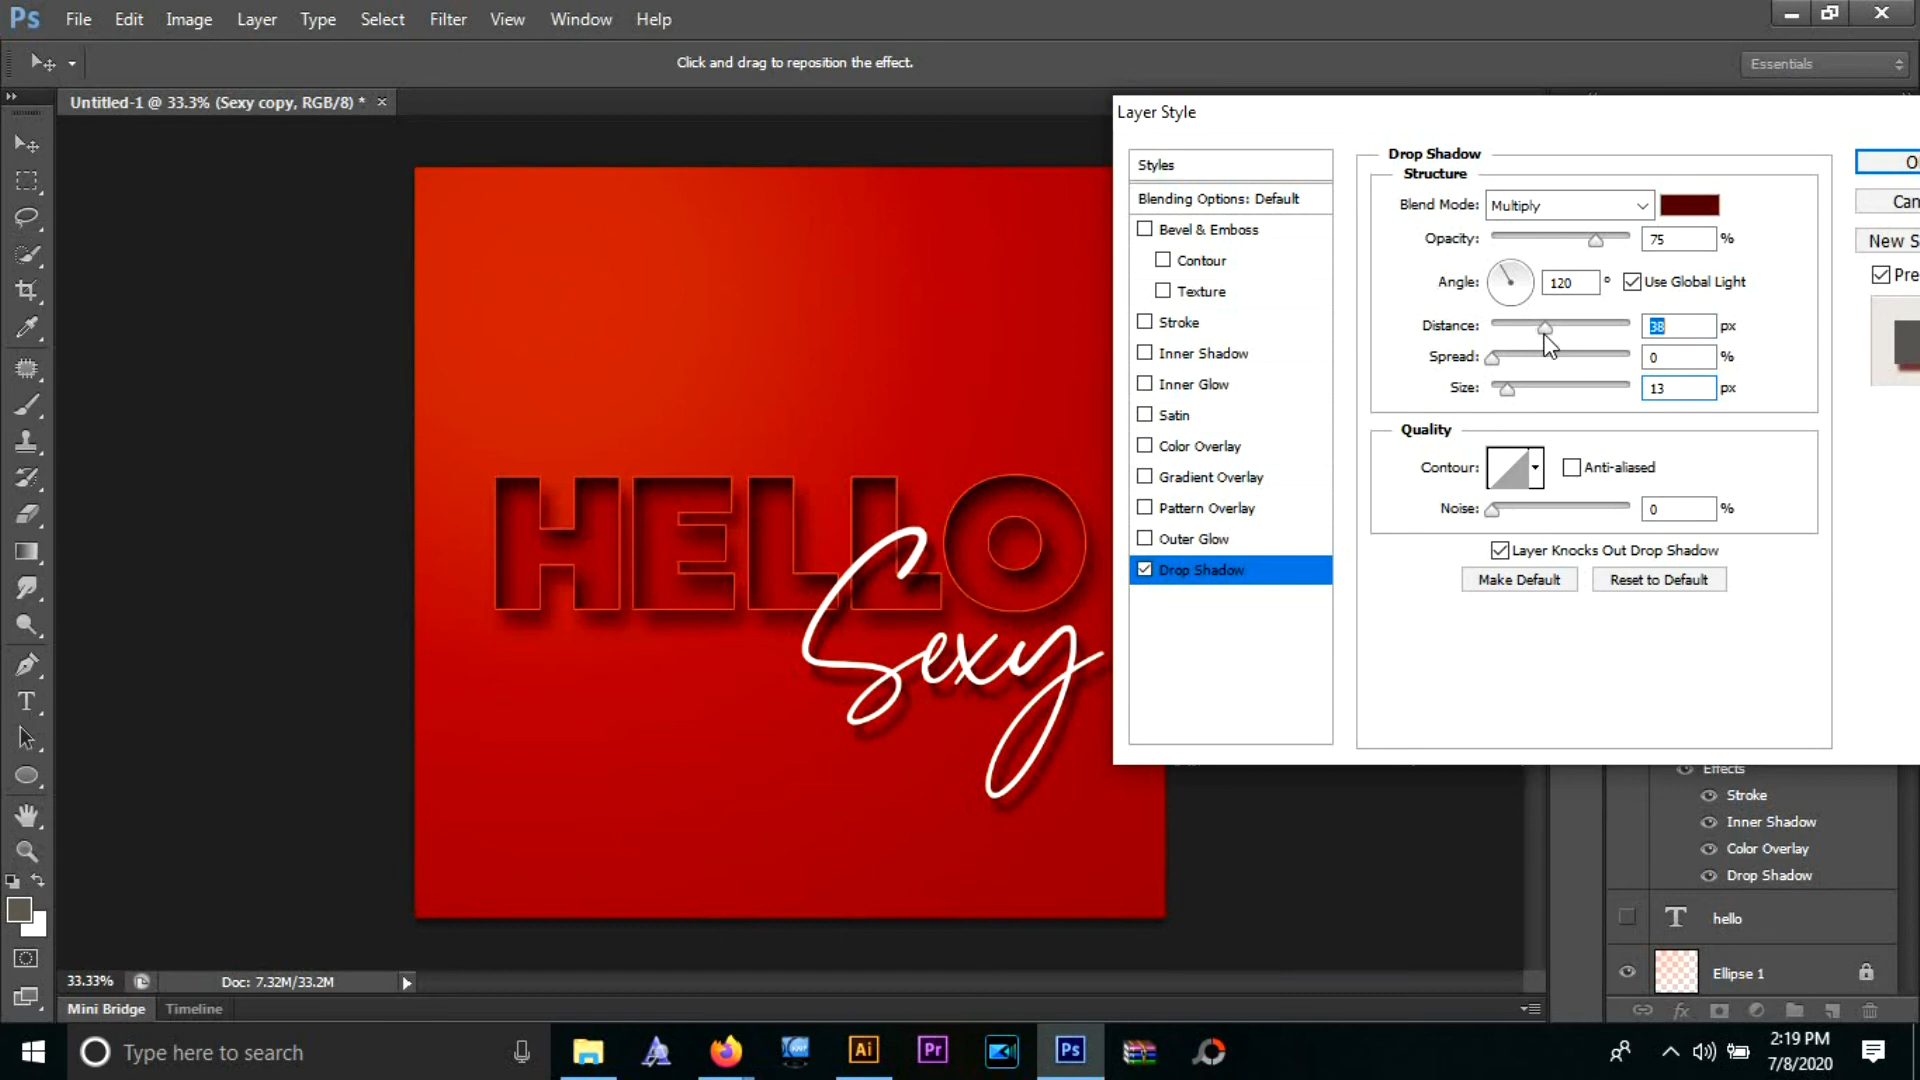 Ps File Edit Image Layer Type Select Filter View Window Help
Click and drag to reposition the effect.
Essentials
Untitled-1 @ 33.3% (Sexy copy, RGB/8) *
Layer Style
Styles
Blending Options: Default
Bevel & Emboss
Contour
Texture
Stroke
Inner Shadow
Inner Glow
Satin
Color Overlay
Gradient Overlay
Pattern Overlay
Outer Glow
Drop Shadow
Drop Shadow
Structure
Blend Mode: Multiply
Opacity: 75 %
Angle: 120 ° Use Global Light
Distance: 38 px
Spread: 0 %
Size: 13 px
Quality
Contour: Anti-aliased
Noise: 0 %
Layer Knocks Out Drop Shadow
Make Default Reset to Default
O
Can
New S
Pre
HELLO
Sexy
Effects
Stroke
Inner Shadow
Color Overlay
Drop Shadow
T hello
Ellipse 1
fx
33.33% Doc: 7.32M/33.2M
Mini Bridge Timeline
Type here to search
Ai Pr Ps
2:19 PM
7/8/2020